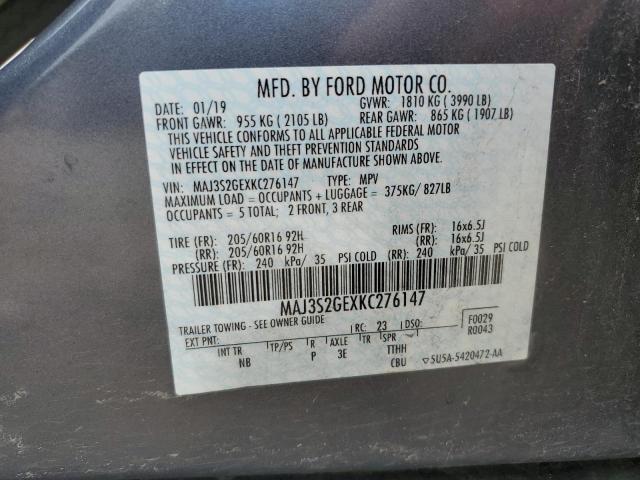 MFD. BY FORD MOTOR CO.
DATE: 01/19 GVWR: 1810 KG ( 3990 LB)
FRONT GAWR: 955 KG ( 2105 LB) REAR GAWR: 865 KG ( 1907 LB)
THIS VEHICLE CONFORMS TO ALL APPLICABLE FEDERAL MOTOR
VEHICLE SAFETY AND THEFT PREVENTION STANDARDS IN EFFECT ON
THE DATE OF MANUFACTURE SHOWN ABOVE.
VIN: MAJ3S2GEXKC276147 TYPE: MPV
MAXIMUM LOAD = OCCUPANTS + LUGGAGE = 375KG/ 827LB
OCCUPANTS = 5 TOTAL; 2 FRONT, 3 REAR
TIRE (FR): 205/60R16 92H RIMS (FR): 16x6.5J
(RR): 205/60R16 92H (RR): 16x6.5J
PRESSURE (FR): 240 kPa/ 35 PSI COLD (RR): 240 kPa/ 35 PSI COLD
MAJ3S2GEXKC276147
TRAILER TOWING - SEE OWNER GUIDE F0029
EXT PNT: RC: 23 DSO: R0043
INT TR TP/PS R AXLE TR SPR
NB P 3E TTHH
CBU ▽SU5A-5420472-AA